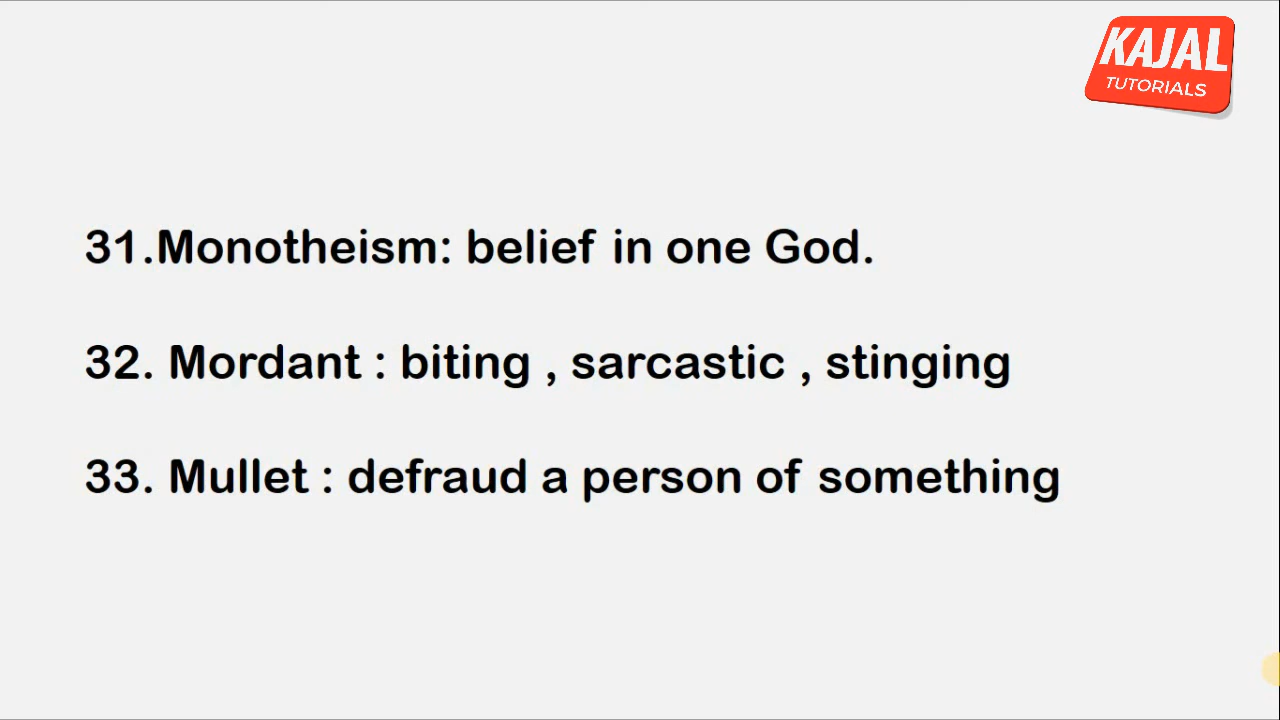 KAJAL
TUTORIALS
31.Monotheism: belief in one God.
32. Mordant : biting , sarcastic , stinging
33. Mullet : defraud a person of something